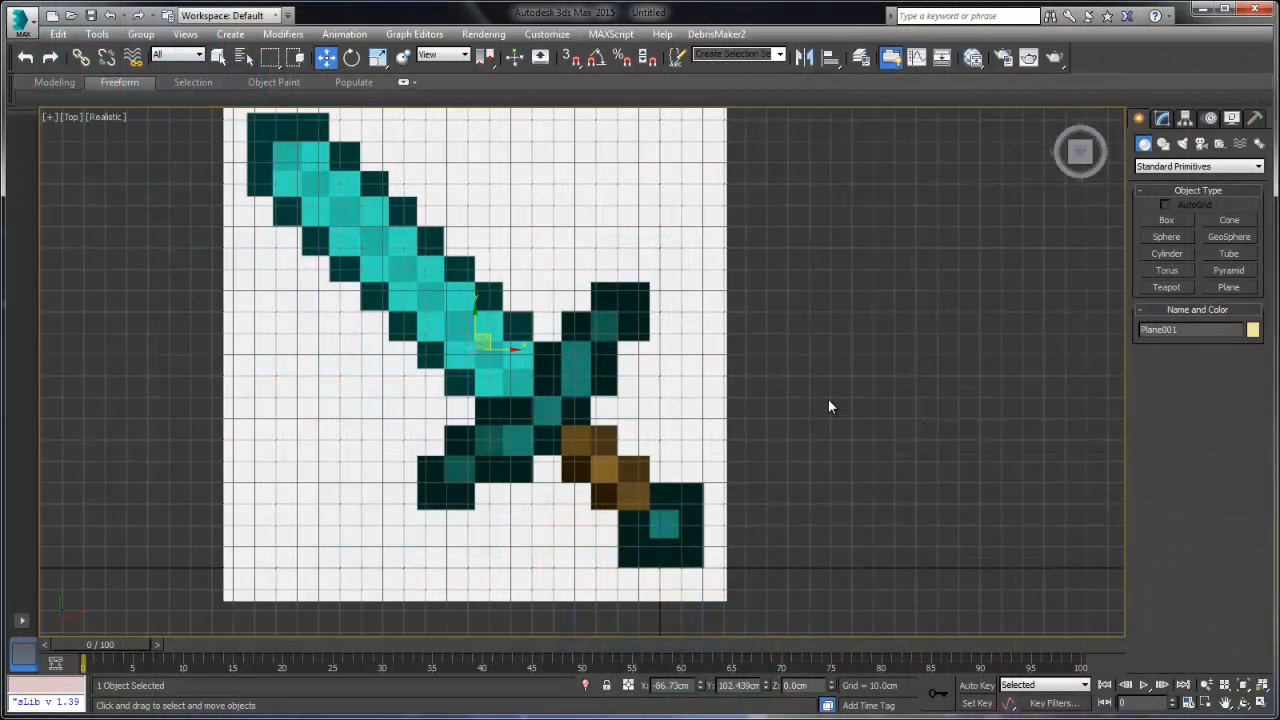 Autodesk 3ds Max 2015 Untitled
MAX Workspace: Default Type a keyword or phrase
Edit Tools Group Views Create Modifiers Animation Graph Editors Rendering Customize MAXScript Help DebrisMaker2
All View 3 Create Selection Se
Modeling Freeform Selection Object Paint Populate
[+] [Top] [Realistic]
Standard Primitives
- Object Type
AutoGrid
Box Cone
Sphere GeoSphere
Cylinder Tube
Torus Pyramid
Teapot Plane
- Name and Color
Plane001
y
x
< 0 / 100 >
0 5 10 15 20 25 30 35 40 45 50 55 60 65 70 75 80 85 90 95 100
1 Object Selected X: -86.73cm Y: 102.439cm Z: 0.0cm Grid = 10.0cm Auto Key Selected
"sLib v 1.39 Click and drag to select and move objects Add Time Tag Set Key Key Filters... 0